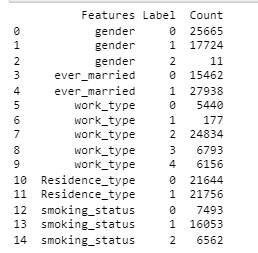 Features Label Count
0 gender 0 25665
1 gender 1 17724
2 gender 2 11
3 ever_married 0 15462
4 ever_married 1 27938
5 work_type 0 5440
6 work_type 1 177
7 work_type 2 24834
8 work_type 3 6793
9 work_type 4 6156
10 Residence_type 0 21644
11 Residence_type 1 21756
12 smoking_status 0 7493
13 smoking_status 1 16053
14 smoking_status 2 6562